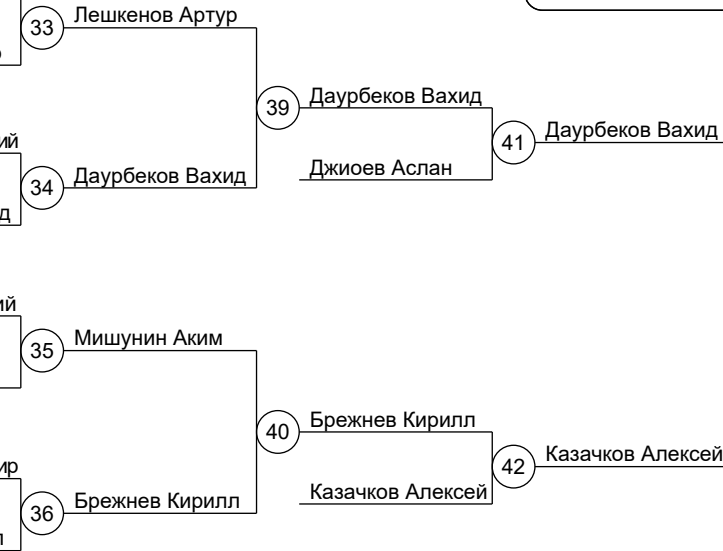 33
Лешкенов Артур
39
Даурбеков Вахид
41
Даурбеков Вахид
34
Даурбеков Вахид
Джиоев Аслан
35
Мишунин Аким
40
Брежнев Кирилл
42
Казачков Алексей
36
Брежнев Кирилл
Казачков Алексей